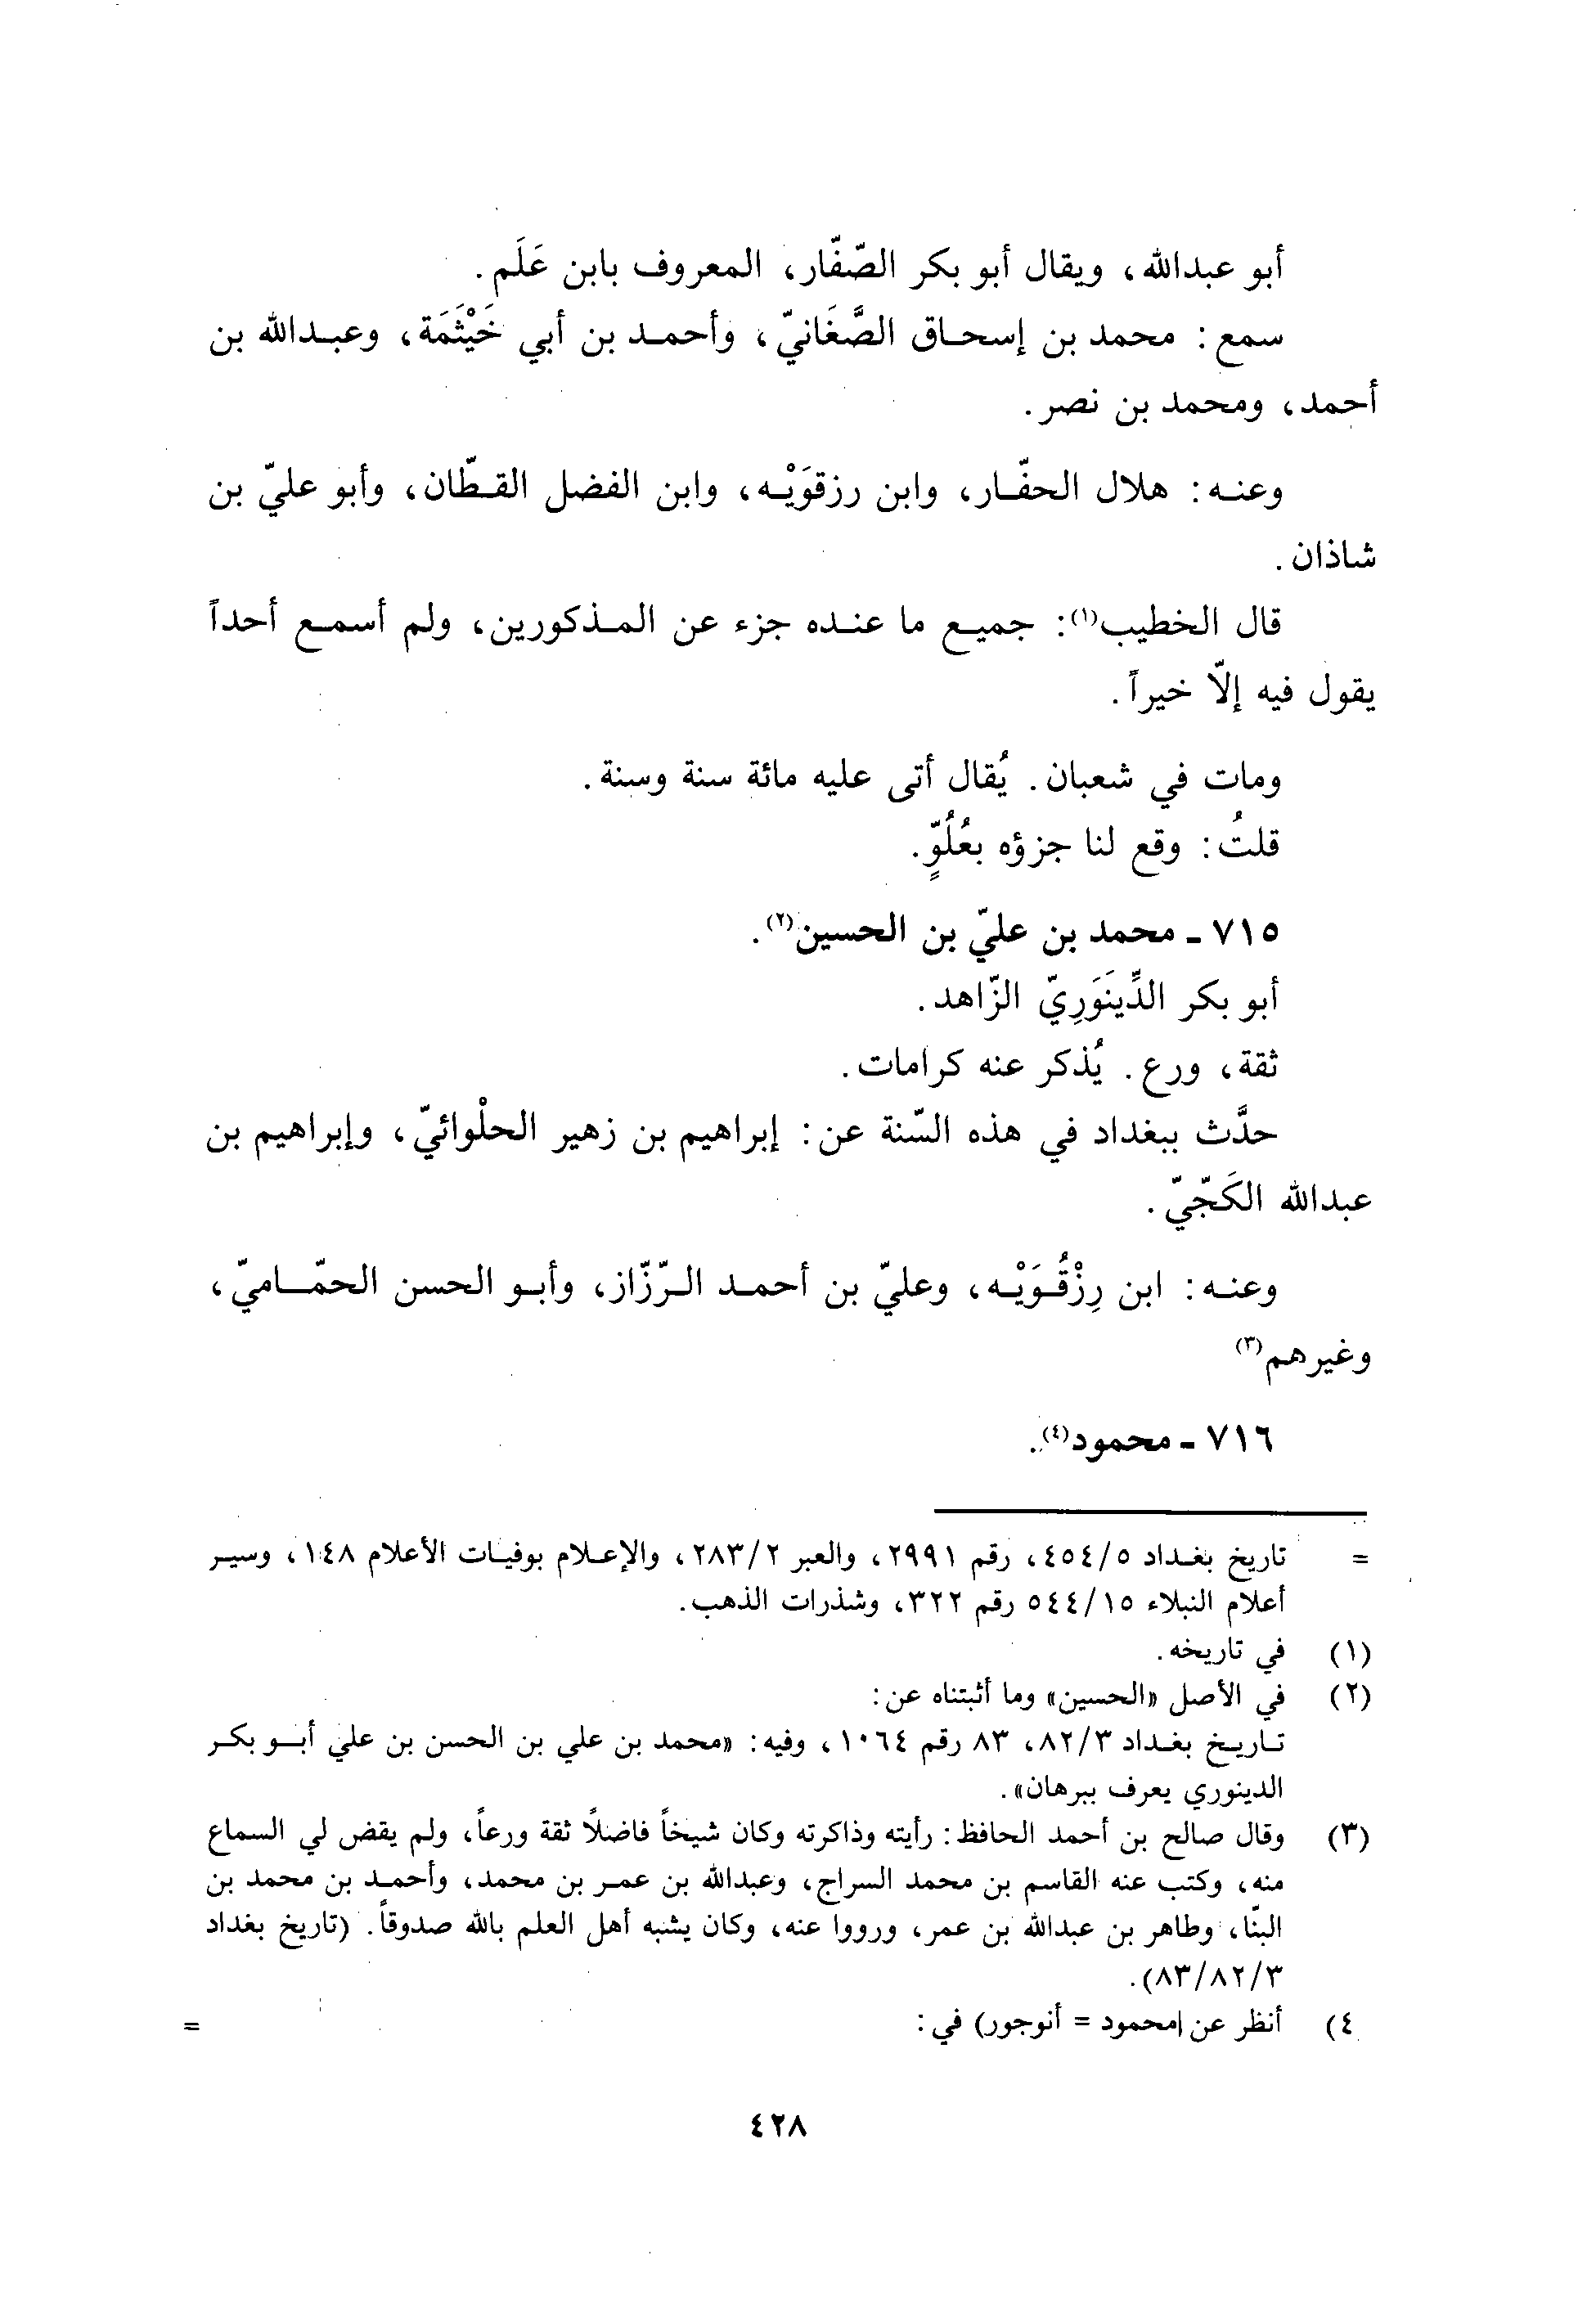 أبو عبدالله، ويقال أبو بكر الصّفّار، المعروف بابن عَلَم.
سمع: محمد بن إسحاق الصَّغَانيّ، وأحمد بن أبي خَيْثَمَة، وعبدالله بن
أحمد، ومحمد بن نصر.
وعنه: هلال الحفّار، وابن رزقوَيْه، وابن الفضل القطّان، وأبو عليّ بن
شاذان.
قال الخطيب(١): جميع ما عنده جزء عن المذكورين، ولم أسمع أحداً
يقول فيه إلّا خيراً.
ومات في شعبان. يُقال أتى عليه مائة سنة وسنة.
قلتُ: وقع لنا جزؤه بعُلُوٍّ.
٧١٥ - محمد بن عليّ بن الحسين(٢).
أبو بكر الدِّينَوَرِيّ الزّاهد.
ثقة، ورع. يُذكر عنه كرامات.
حدَّث ببغداد في هذه السّنة عن: إبراهيم بن زهير الحلْوائيّ، وإبراهيم بن
عبدالله الكَجّيّ.
وعنه: ابن رِزْقُوَيْه، وعليّ بن أحمد الرّزّاز، وأبو الحسن الحمّاميّ،
وغيرهم(٣)
٧١٦ - محمود(٤).
= تاريخ بغداد ٤٥٤/٥، رقم ٢٩٩١، والعبر ٢٨٣/٢، والإعلام بوفيات الأعلام ١٤٨، وسير
أعلام النبلاء ٥٤٤/١٥ رقم ٣٢٢، وشذرات الذهب.
(١) في تاريخه.
(٢) في الأصل «الحسين» وما أثبتناه عن:
تاريخ بغداد ٨٢/٣، ٨٣ رقم ١٠٦٤، وفيه: «محمد بن علي بن الحسن بن علي أبو بكر
الدينوري يعرف ببرهان».
(٣) وقال صالح بن أحمد الحافظ: رأيته وذاكرته وكان شيخاً فاضلاً ثقة ورعاً، ولم يقض لي السماع
منه، وكتب عنه القاسم بن محمد السراج، وعبدالله بن عمر بن محمد، وأحمد بن محمد بن
البنّا، وطاهر بن عبدالله بن عمر، ورووا عنه، وكان يشبه أهل العلم بالله صدوقاً. (تاريخ بغداد
٨٣/٨٢/٣).
٤) أنظر عن (محمود = أنوجور) في: =
٤٢٨